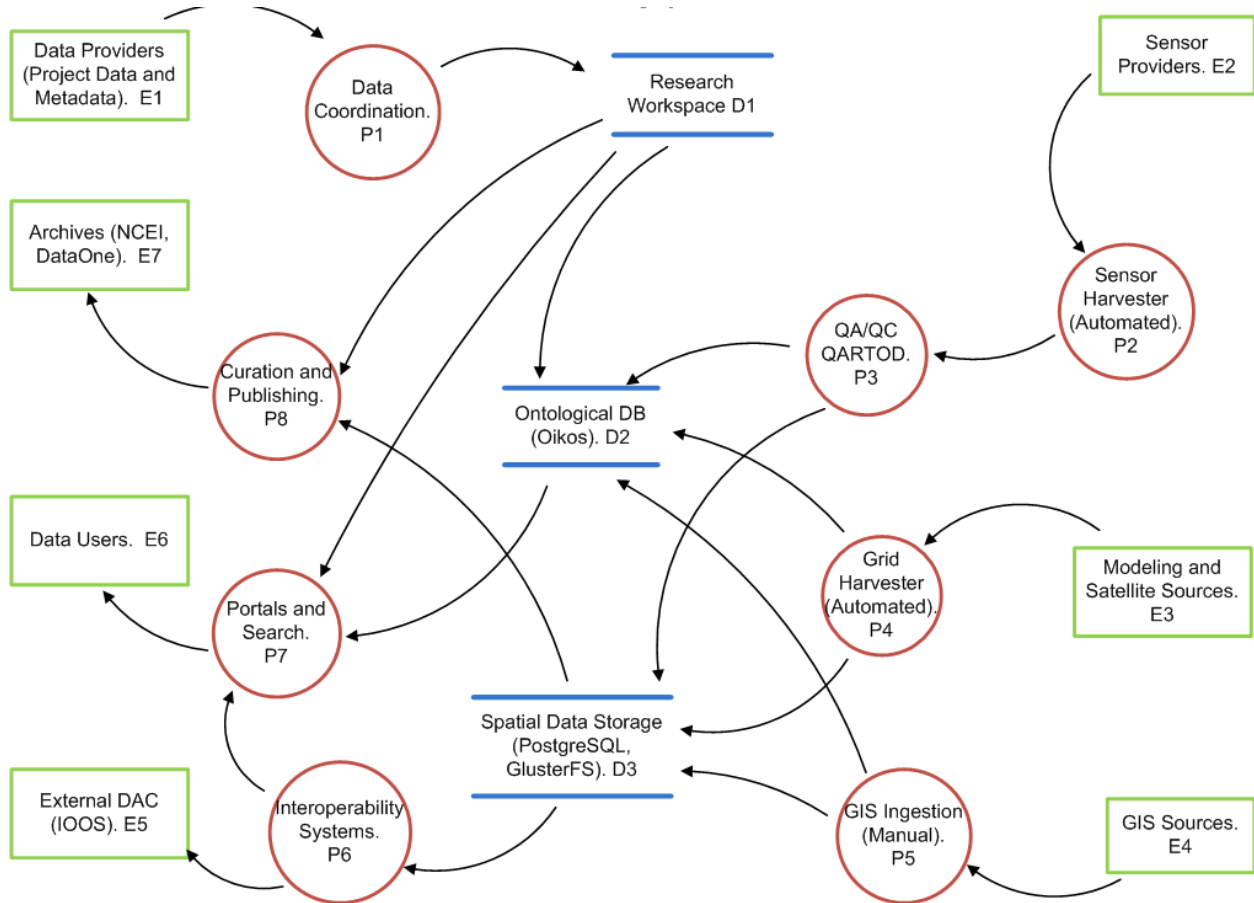 Data Providers
(Project Data and
Metadata).  E1
Data
Coordination.
P1
Research
Workspace D1
Sensor
Providers. E2
Archives (NCEI,
DataOne).  E7
Sensor
Harvester
(Automated).
P2
QA/QC
QARTOD.
P3
Curation and
Publishing.
P8
Ontological DB
(Oikos). D2
Data Users.  E6
Grid
Harvester
(Automated).
P4
Modeling and
Satellite Sources.
E3
Portals and
Search.
P7
Spatial Data Storage
(PostgreSQL,
GlusterFS). D3
External DAC
(IOOS). E5
Interoperability
Systems.
P6
GIS Ingestion
(Manual).
P5
GIS Sources.
E4